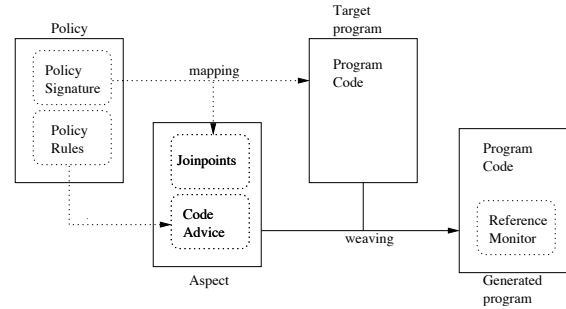 Policy
Policy
Signature
Policy
Rules
mapping
Target
program
Program
Code
Joinpoints
Code
Advice
Aspect
weaving
Program
Code
Reference
Monitor
Generated
program